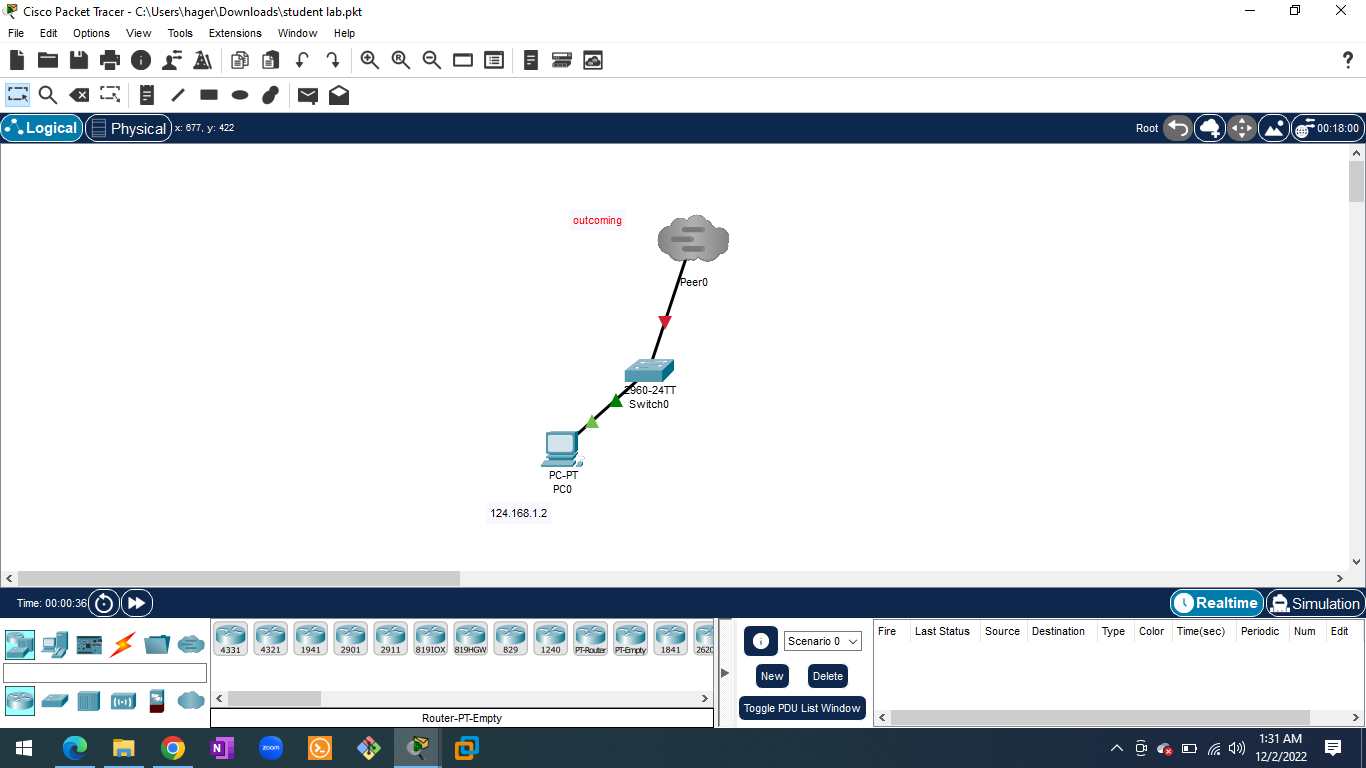 Cisco Packet Tracer - C:\Users\hager\Downloads\student lab.pkt
File Edit Options View Tools Extensions Window Help
?
Logical Physical x: 677, y: 422 Root 00:18:00
outcoming
Peer0
2960-24TT
Switch0
PC-PT
PC0
124.168.1.2
Time: 00:00:36 Realtime Simulation
4331 4321 1941 2901 2911 819IOX 819HGW 829 1240 PT-Router PT-Empty 1841 2620
Router-PT-Empty
Scenario 0
New Delete
Toggle PDU List Window
Fire Last Status Source Destination Type Color Time(sec) Periodic Num Edit
zoom
1:31 AM
12/2/2022